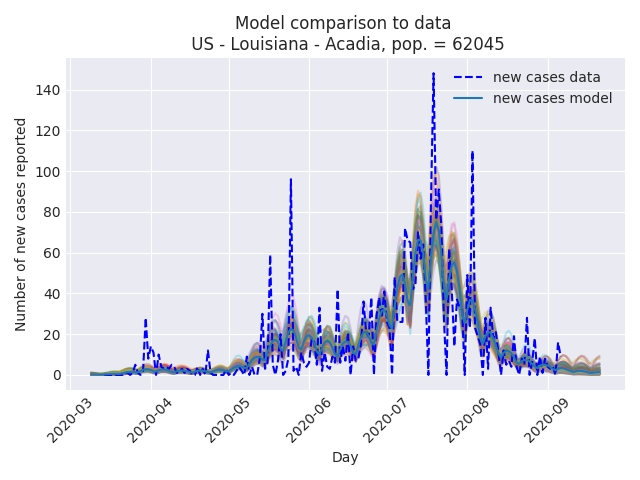 Model comparison to data
US - Louisiana - Acadia, pop. = 62045
new cases data
new cases model
Number of new cases reported
140
120
100
80
60
40
20
0
2020-03
2020-04
2020-05
2020-06
2020-07
2020-08
2020-09
Day